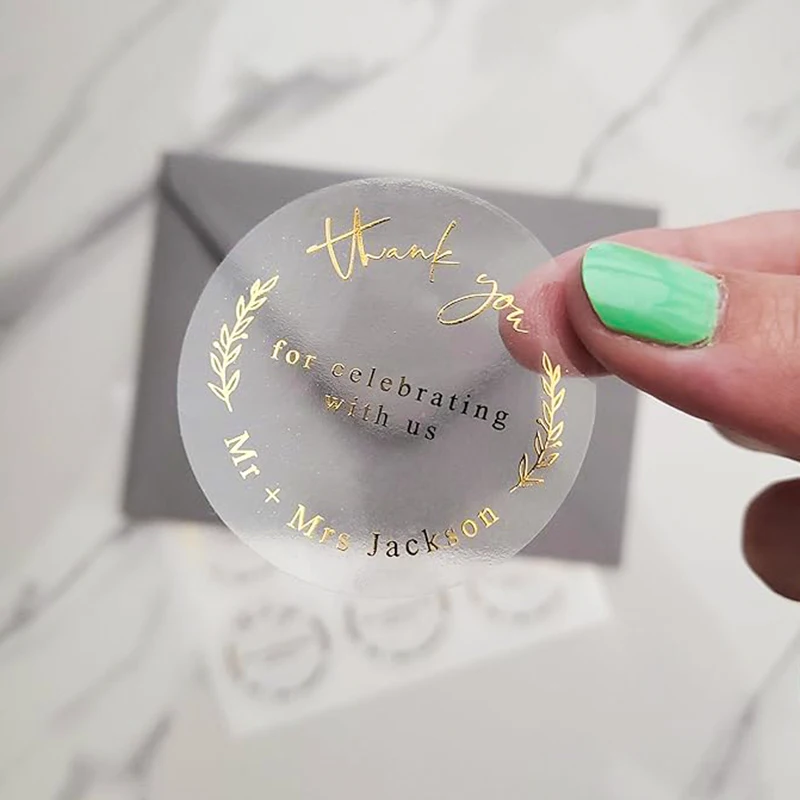 thank you
for celebrating
with us
Mr × Mrs Jackson